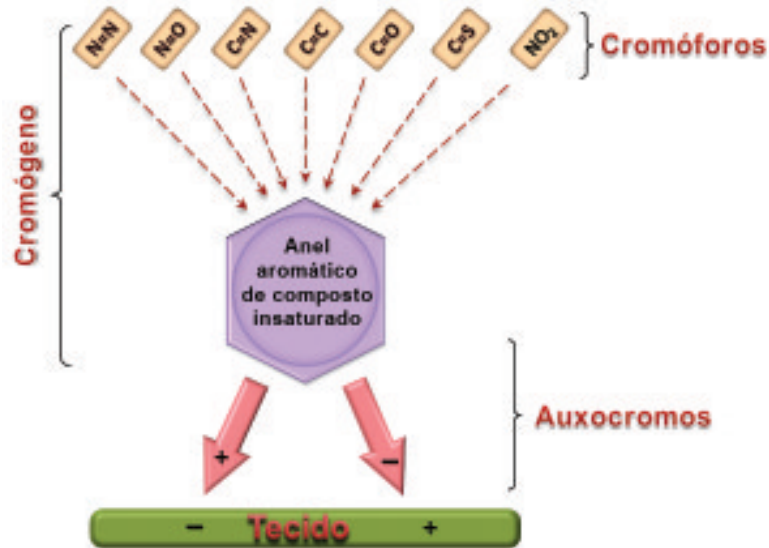 N=N N=O C=N C=C C=O C=S NO₂
Cromóforos
Cromógeno
Anel
aromático
de composto
insaturado
Auxocromos
+ −
− Tecido +